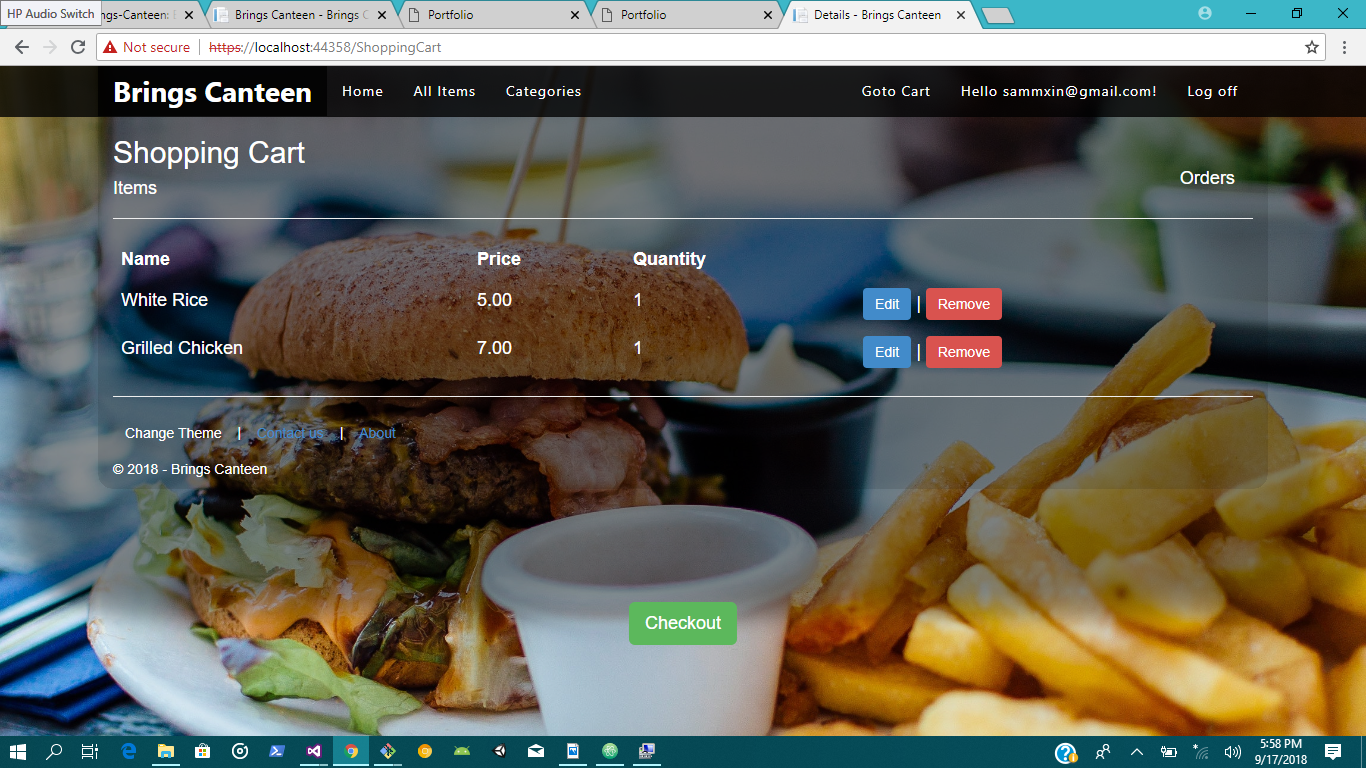 HP Audio Switch
ngs-Canteen:
Brings Canteen - Brings C
Portfolio
Portfolio
Details - Brings Canteen
Not secure
https://localhost:44358/ShoppingCart
Brings Canteen
Home
All Items
Categories
Goto Cart
Hello sammxin@gmail.com!
Log off
Shopping Cart
Items
Orders
Name Price Quantity
White Rice 5.00 1 Edit | Remove
Grilled Chicken 7.00 1 Edit | Remove
Change Theme | Contact us | About
© 2018 - Brings Canteen
Checkout
5:58 PM
9/17/2018